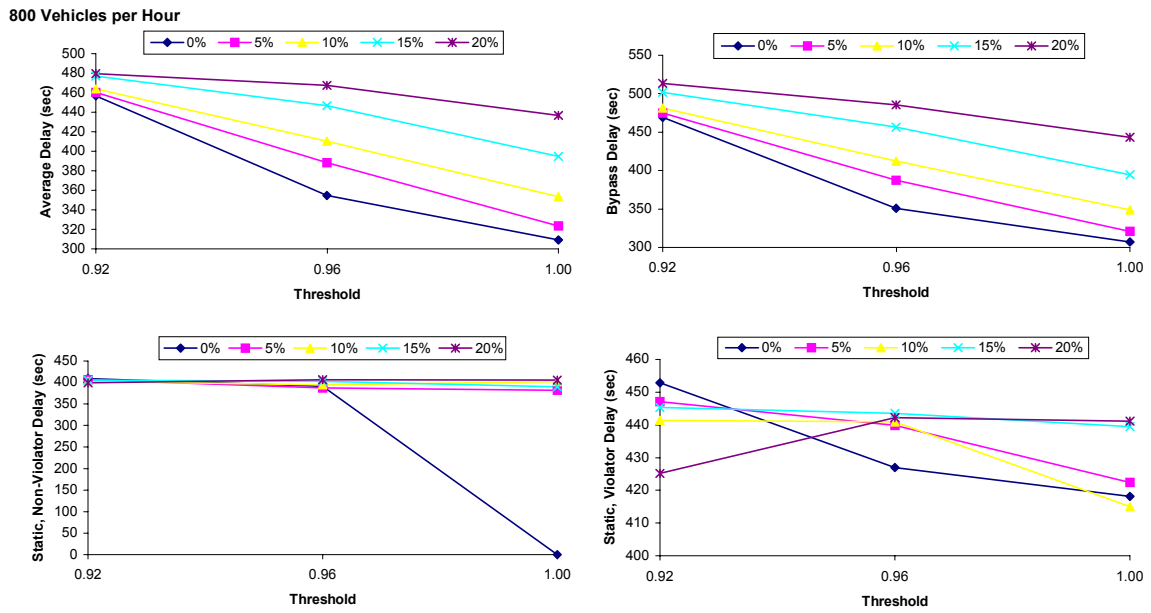 800 Vehicles per Hour
0% 5% 10% 15% 20%
Average Delay (sec)
500
480
460
440
420
400
380
360
340
320
300
0.92 0.96 1.00
Threshold
0% 5% 10% 15% 20%
Bypass Delay (sec)
550
500
450
400
350
300
0.92 0.96 1.00
Threshold
0% 5% 10% 15% 20%
Static, Non-Violator Delay (sec)
450
400
350
300
250
200
150
100
50
0
0.92 0.96 1.00
Threshold
0% 5% 10% 15% 20%
Static, Violator Delay (sec)
460
450
440
430
420
410
400
0.92 0.96 1.00
Threshold